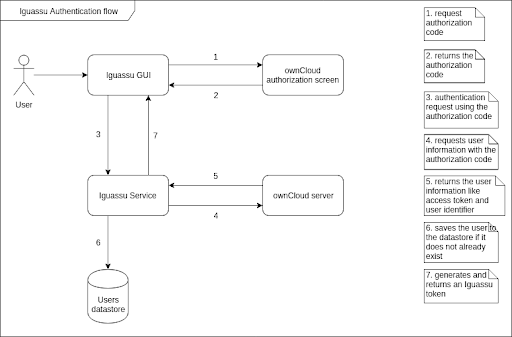 Iguassu Authentication flow
User
Iguassu GUI
1
2
ownCloud
authorization screen
3
7
Iguassu Service
5
4
ownCloud server
6
Users
datastore
1. request
authorization
code
2. returns the
authorization
code
3. authentication
request using the
authorization code
4. requests user
information with the
authorization code
5. returns the user
information like
access token and
user identifier
6. saves the user to
the datastore if it
does not already
exist
7. generates and
returns an Iguassu
token